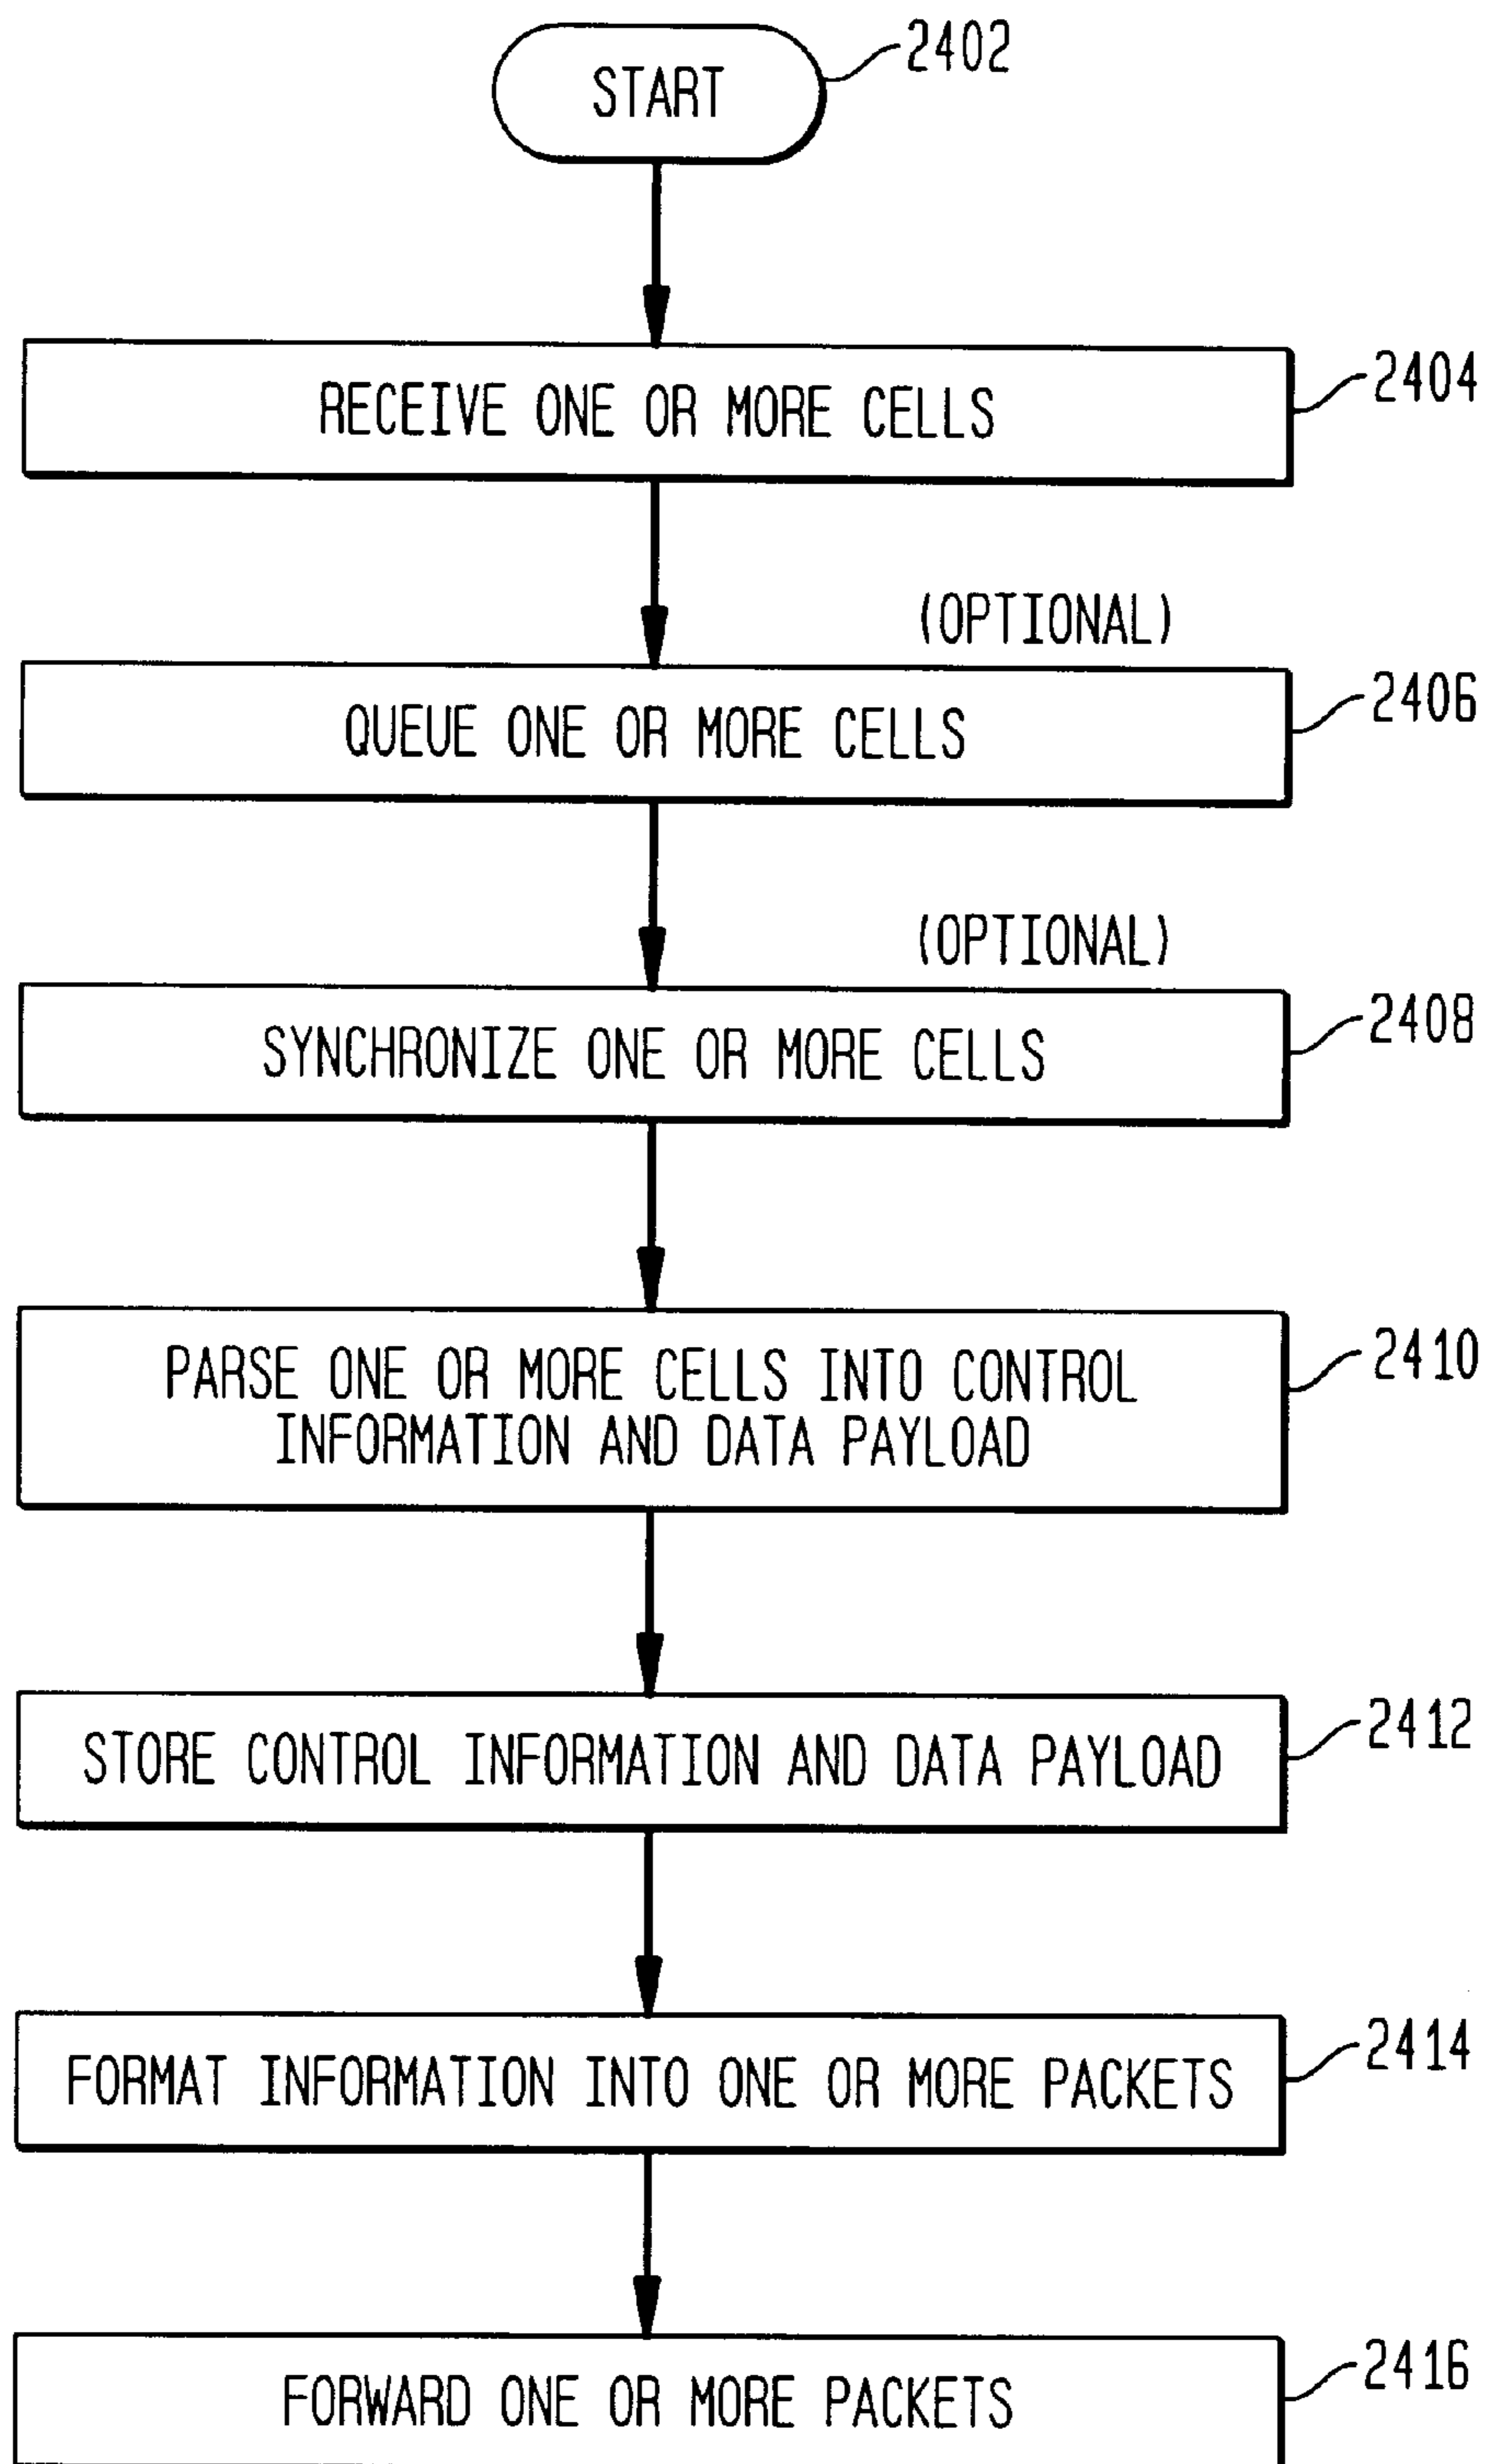 START
2402
RECEIVE ONE OR MORE CELLS
2404
(OPTIONAL)
QUEUE ONE OR MORE CELLS
2406
(OPTIONAL)
SYNCHRONIZE ONE OR MORE CELLS
2408
PARSE ONE OR MORE CELLS INTO CONTROL
INFORMATION AND DATA PAYLOAD
2410
STORE CONTROL INFORMATION AND DATA PAYLOAD
2412
FORMAT INFORMATION INTO ONE OR MORE PACKETS
2414
FORWARD ONE OR MORE PACKETS
2416